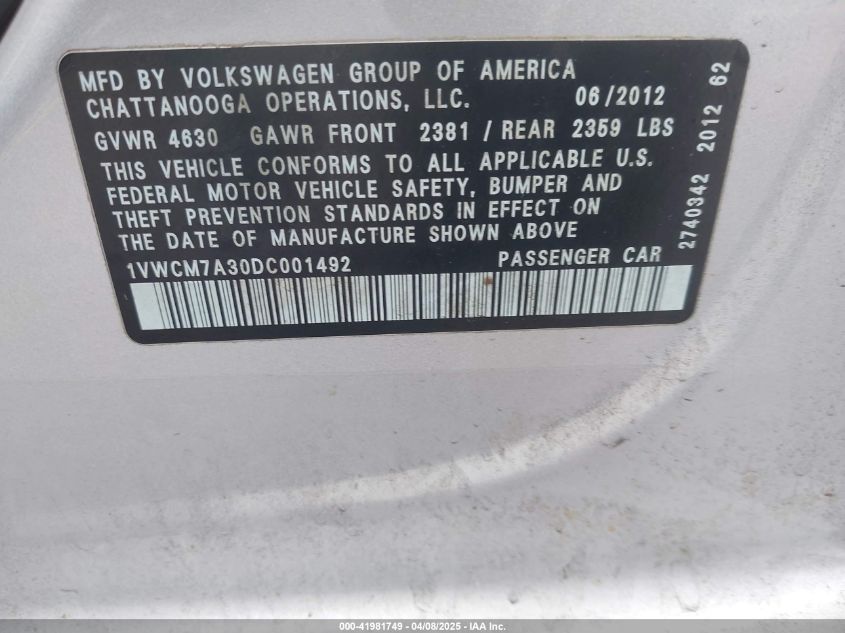 MFD BY VOLKSWAGEN GROUP OF AMERICA
CHATTANOOGA OPERATIONS, LLC. 06/2012
GVWR 4630 GAWR FRONT 2381 / REAR 2359 LBS
THIS VEHICLE CONFORMS TO ALL APPLICABLE U.S.
FEDERAL MOTOR VEHICLE SAFETY, BUMPER AND
THEFT PREVENTION STANDARDS IN EFFECT ON
THE DATE OF MANUFACTURE SHOWN ABOVE
1VWCM7A30DC001492 PASSENGER CAR
2740342 2012 62
000-41981749 04/08/2025 - IAA Inc.